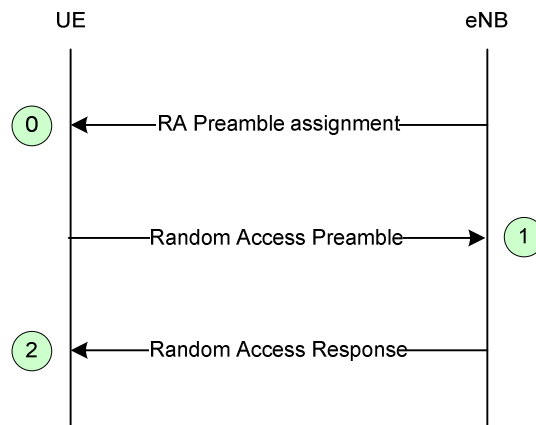 UE
eNB
0
RA Preamble assignment
Random Access Preamble
1
2
Random Access Response